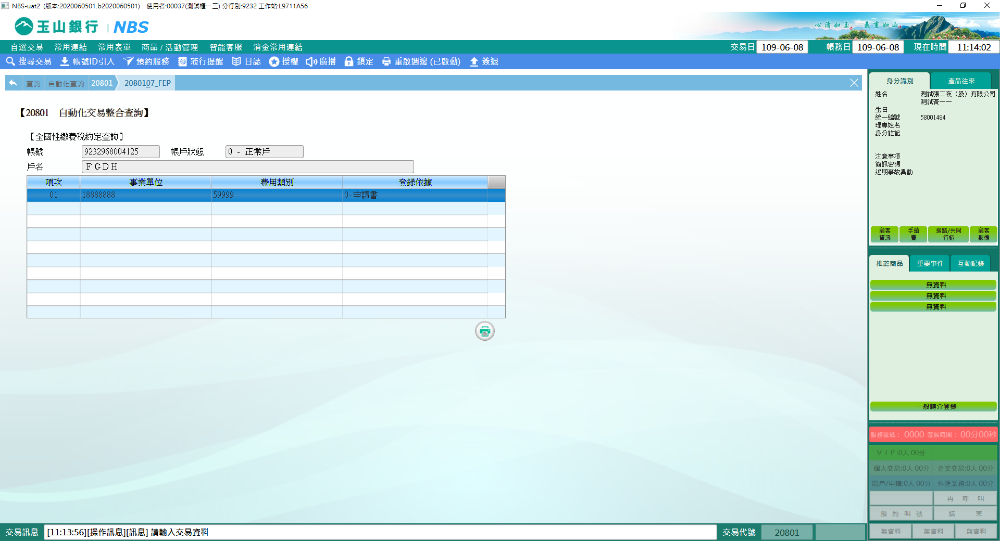 NBS-uat2 (版本:2020060501.b2020060501) 使用者:00037(測試櫃一三) 分行別:9232 工作站:L9711A56
玉山銀行 | NBS
心清如玉 義重如山
自選交易 常用連結 常用表單 商品 / 活動管理 智能客服 消金常用連結 交易日 109-06-08 帳務日 109-06-08 現在時間 11:14:02
搜尋交易 帳號ID引入 預約服務 蒞行提醒 日誌 授權 廣播 鎖定 重啟週邊 (已啟動) 簽退
查詢 自動化查詢 20801 2080107_FEP
【20801 自動化交易整合查詢】
【全國性繳費稅約定查詢】
帳號 9232968004125 帳戶狀態 0 - 正常戶
戶名 ＦＧＤＨ
項次 事業單位 費用類別 登錄依據
01 18888888 59999 0-申請書
身分識別 產品往來
姓名 測試張二夜（股）有限公司
測試黃一一
生日
統一編號 58001484
理專姓名
身分註記
注意事項
簡訊密碼
近期事故異動
顧客資訊 手續費 通路/共同行銷 顧客影像
推薦商品 重要事件 互動記錄
無資料
無資料
無資料
一般轉介登錄
服務號碼： 0000 等候時間： 00分00秒
ＶＩＰ:0人 00分
個人交易:0人 00分 企業交易:0人 00分
開戶/申請:0人 00分 外匯業務:0人 00分
再 呼 叫
預 約 叫 號 結 束
無資料 無資料 無資料
交易訊息 [11:13:56][操作訊息][訊息] 請輸入交易資料 交易代號 20801